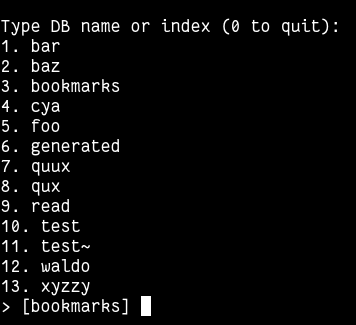 Type DB name or index (0 to quit):
1. bar
2. baz
3. bookmarks
4. cya
5. foo
6. generated
7. quux
8. qux
9. read
10. test
11. test~
12. waldo
13. xyzzy
> [bookmarks]